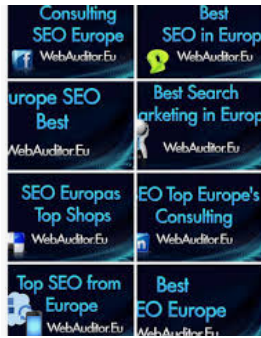 Consulting
SEO Europe
WebAuditor.Eu
Best
SEO in Europ
WebAuditor.Eu
urope SEO
Best
WebAuditor.Eu
Best Search
arketing in Europ
WebAuditor.Eu
SEO Europas
Top Shops
WebAuditor.Eu
EO Top Europe's
Consulting
WebAuditor.Eu
Top SEO from
Europe
WebAuditor.Eu
Best
EO Europe
WebAuditor.Eu